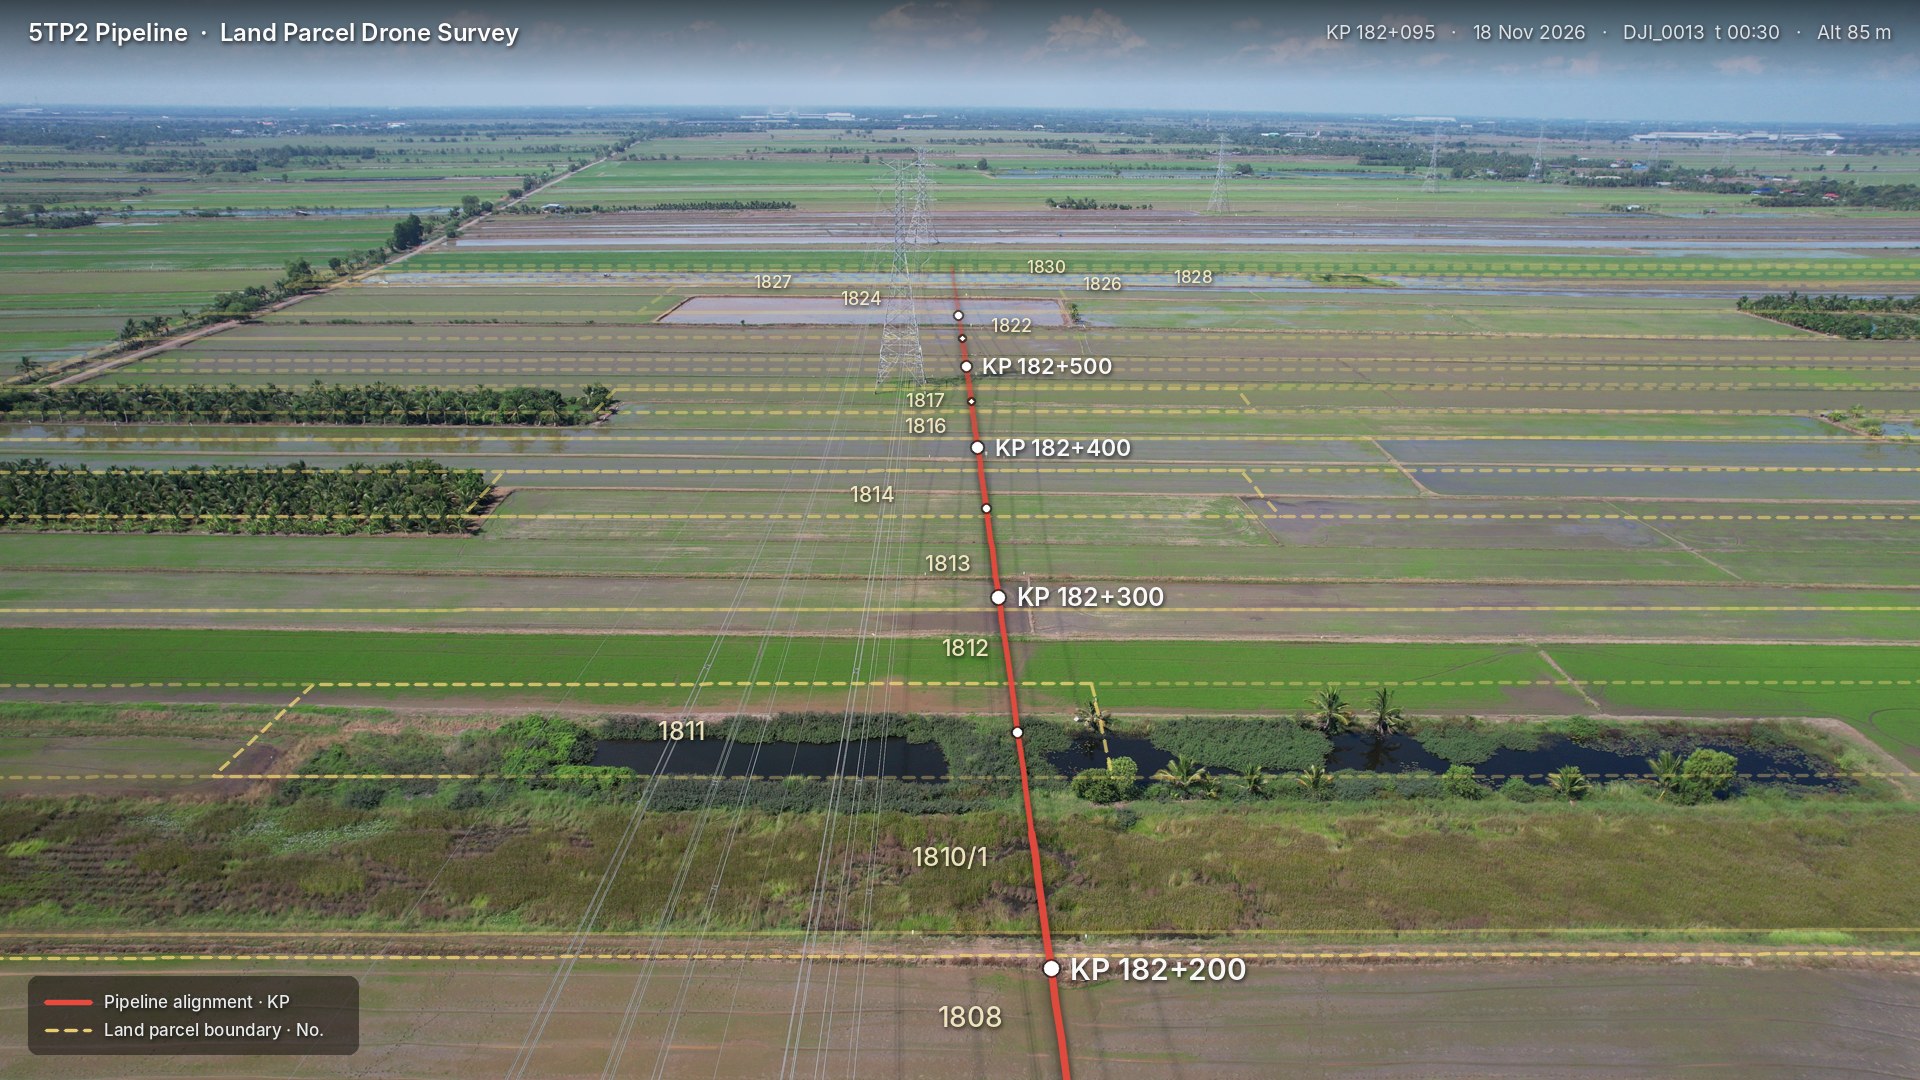 5TP2 Pipeline · Land Parcel Drone Survey
KP 182+095 · 18 Nov 2026 · DJI_0013 t 00:30 · Alt 85 m
1830
1827
1826
1828
1824
1822
KP 182+500
1817
1816
KP 182+400
1814
1813
KP 182+300
1812
1811
1810/1
KP 182+200
1808
Pipeline alignment · KP
Land parcel boundary · No.